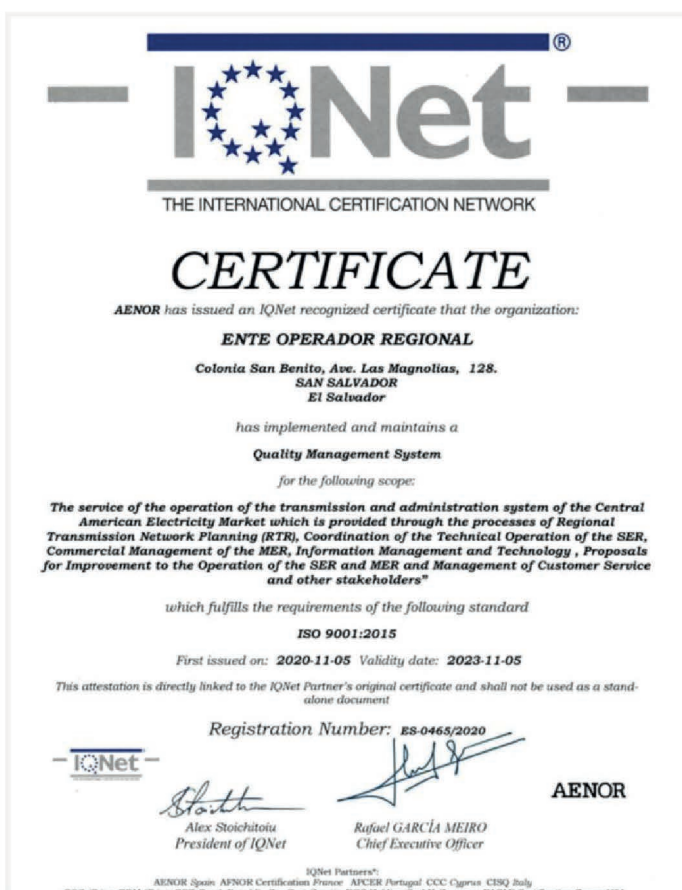 IQNet ®
THE INTERNATIONAL CERTIFICATION NETWORK
CERTIFICATE
AENOR has issued an IQNet recognized certificate that the organization:
ENTE OPERADOR REGIONAL
Colonia San Benito, Ave. Las Magnolias, 128.
SAN SALVADOR
El Salvador
has implemented and maintains a
Quality Management System
for the following scope:
The service of the operation of the transmission and administration system of the Central
American Electricity Market which is provided through the processes of Regional
Transmission Network Planning (RTR), Coordination of the Technical Operation of the SER,
Commercial Management of the MER, Information Management and Technology , Proposals
for Improvement to the Operation of the SER and MER and Management of Customer Service
and other stakeholders"
which fulfills the requirements of the following standard
ISO 9001:2015
First issued on: 2020-11-05 Validity date: 2023-11-05
This attestation is directly linked to the IQNet Partner's original certificate and shall not be used as a stand-
alone document
Registration Number: ES-0465/2020
IQNet
AENOR
Alex Stoichitoiu
President of IQNet
Rafael GARCÍA MEIRO
Chief Executive Officer
IQNet Partners*:
AENOR Spain AFNOR Certification France APCER Portugal CCC Cyprus CISQ Italy